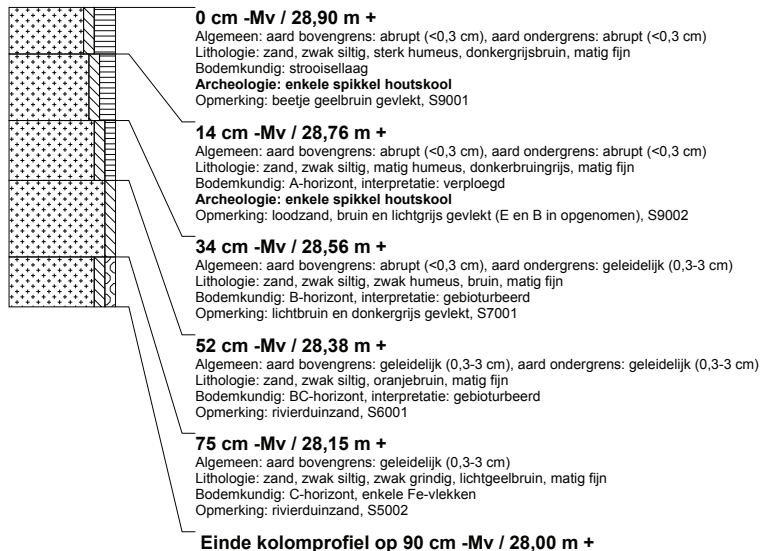 0 cm -Mv / 28,90 m +
Algemeen: aard bovengrens: abrupt (<0,3 cm), aard ondergrens: abrupt (<0,3 cm)
Lithologie: zand, zwak siltig, sterk humeus, donkergrijsbruin, matig fijn
Bodemkundig: strooisellaag
Archeologie: enkele spikkel houtskool
Opmerking: beetje geelbruin gevlekt, S9001
14 cm -Mv / 28,76 m +
Algemeen: aard bovengrens: abrupt (<0,3 cm), aard ondergrens: abrupt (<0,3 cm)
Lithologie: zand, zwak siltig, matig humeus, donkerbruingrijs, matig fijn
Bodemkundig: A-horizont, interpretatie: verploegd
Archeologie: enkele spikkel houtskool
Opmerking: loodzand, bruin en lichtgrijs gevlekt (E en B in opgenomen), S9002
34 cm -Mv / 28,56 m +
Algemeen: aard bovengrens: abrupt (<0,3 cm), aard ondergrens: geleidelijk (0,3-3 cm)
Lithologie: zand, zwak siltig, zwak humeus, bruin, matig fijn
Bodemkundig: B-horizont, interpretatie: gebioturbeerd
Opmerking: lichtbruin en donkergrijs gevlekt, S7001
52 cm -Mv / 28,38 m +
Algemeen: aard bovengrens: geleidelijk (0,3-3 cm), aard ondergrens: geleidelijk (0,3-3 cm)
Lithologie: zand, zwak siltig, oranjebruin, matig fijn
Bodemkundig: BC-horizont, interpretatie: gebioturbeerd
Opmerking: rivierduinzand, S6001
75 cm -Mv / 28,15 m +
Algemeen: aard bovengrens: geleidelijk (0,3-3 cm)
Lithologie: zand, zwak siltig, zwak grindig, lichtgeelbruin, matig fijn
Bodemkundig: C-horizont, enkele Fe-vlekken
Opmerking: rivierduinzand, S5002
Einde kolomprofiel op 90 cm -Mv / 28,00 m +